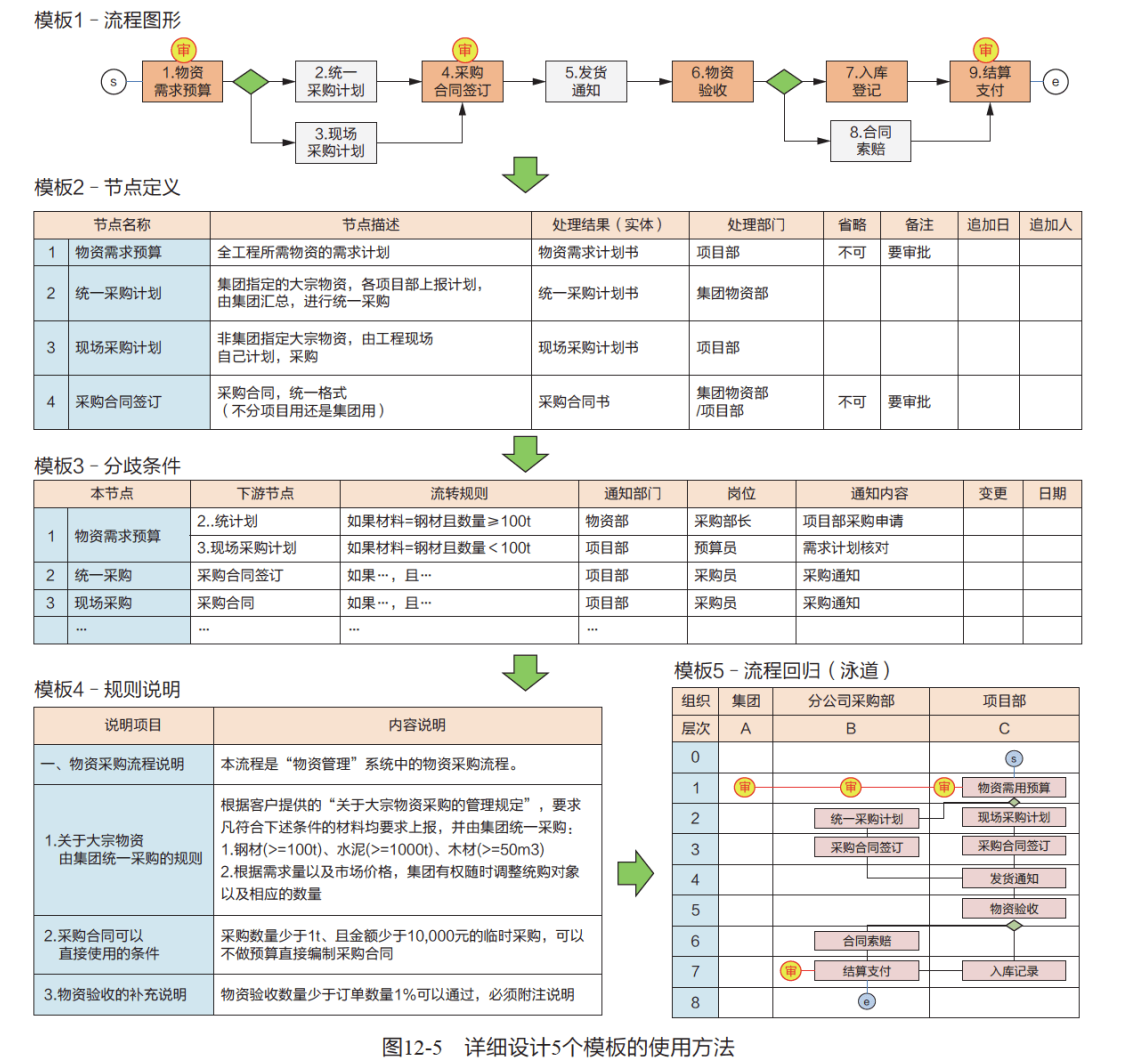 模板1－流程图形
审
审
审
s
1.物资
需求预算
2.统一
采购计划
4.采购
合同签订
5.发货
通知
6.物资
验收
7.入库
登记
9.结算
支付
e
3.现场
采购计划
8.合同
索赔
模板2－节点定义
节点名称 节点描述 处理结果（实体） 处理部门 省略 备注 追加日 追加人
1 物资需求预算 全工程所需物资的需求计划 物资需求计划书 项目部 不可 要审批
2 统一采购计划 集团指定的大宗物资，各项目部上报计划，
由集团汇总，进行统一采购 统一采购计划书 集团物资部
3 现场采购计划 非集团指定大宗物资，由工程现场
自己计划，采购 现场采购计划书 项目部
4 采购合同签订 采购合同，统一格式
（不分项目用还是集团用） 采购合同书 集团物资部
/项目部 不可 要审批
模板3－分歧条件
本节点 下游节点 流转规则 通知部门 岗位 通知内容 变更 日期
1 物资需求预算 2..统计划 如果材料=钢材且数量≥100t 物资部 采购部长 项目部采购申请
3.现场采购计划 如果材料=钢材且数量＜100t 项目部 预算员 需求计划核对
2 统一采购 采购合同签订 如果…，且… 项目部 采购员 采购通知
3 现场采购 采购合同 如果…，且… 项目部 采购员 采购通知
… … … …
模板4－规则说明
说明项目 内容说明
一、物资采购流程说明 本流程是“物资管理”系统中的物资采购流程。
1.关于大宗物资
由集团统一采购的规则
根据客户提供的“关于大宗物资采购的管理规定”，要求
凡符合下述条件的材料均要求上报，并由集团统一采购：
1.钢材(>=100t)、水泥(>=1000t)、木材(>=50m3)
2.根据需求量以及市场价格，集团有权随时调整统购对象
以及相应的数量
2.采购合同可以
直接使用的条件
采购数量少于1t、且金额少于10,000元的临时采购，可以
不做预算直接编制采购合同
3.物资验收的补充说明 物资验收数量少于订单数量1%可以通过，必须附注说明
模板5－流程回归（泳道）
组织 集团 分公司采购部 项目部
层次 A B C
0 s
1 审 审 审 物资需用预算
2 统一采购计划 现场采购计划
3 采购合同签订 采购合同签订
4 发货通知
5 物资验收
6 合同索赔
7 审 结算支付 入库记录
8 e
图12-5 详细设计5个模板的使用方法